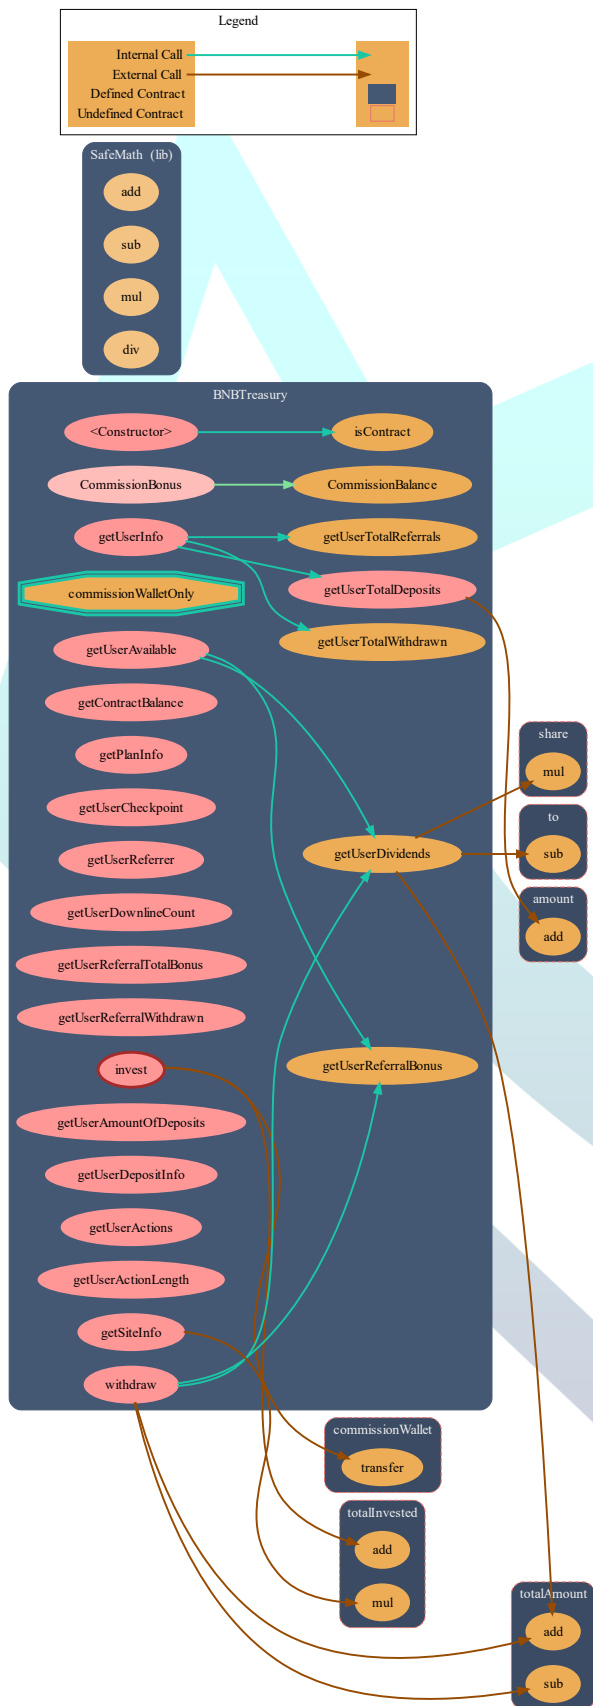 Legend
Internal Call
External Call
Defined Contract
Undefined Contract
SafeMath (lib)
add
sub
mul
div
BNBTreasury
<Constructor>
isContract
CommissionBonus
CommissionBalance
getUserInfo
getUserTotalReferrals
commissionWalletOnly
getUserTotalDeposits
getUserAvailable
getUserTotalWithdrawn
getContractBalance
getPlanInfo
getUserCheckpoint
getUserReferrer
getUserDividends
getUserDownlineCount
getUserReferralTotalBonus
getUserReferralWithdrawn
invest
getUserReferralBonus
getUserAmountOfDeposits
getUserDepositInfo
getUserActions
getUserActionLength
getSiteInfo
withdraw
share
mul
to
sub
amount
add
commissionWallet
transfer
totalInvested
add
mul
totalAmount
add
sub